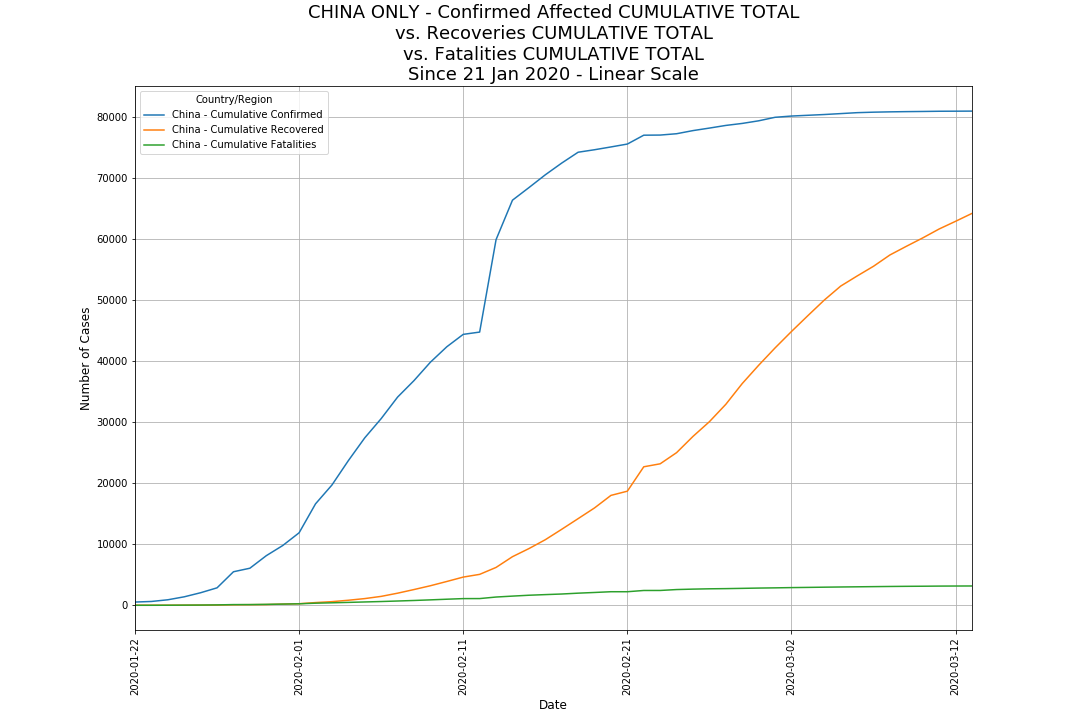 CHINA ONLY - Confirmed Affected CUMULATIVE TOTAL
vs. Recoveries CUMULATIVE TOTAL
vs. Fatalities CUMULATIVE TOTAL
Since 21 Jan 2020 - Linear Scale
Country/Region
China - Cumulative Confirmed
China - Cumulative Recovered
China - Cumulative Fatalities
Number of Cases
80000
70000
60000
50000
40000
30000
20000
10000
0
2020-01-22
2020-02-01
2020-02-11
2020-02-21
2020-03-02
2020-03-12
Date